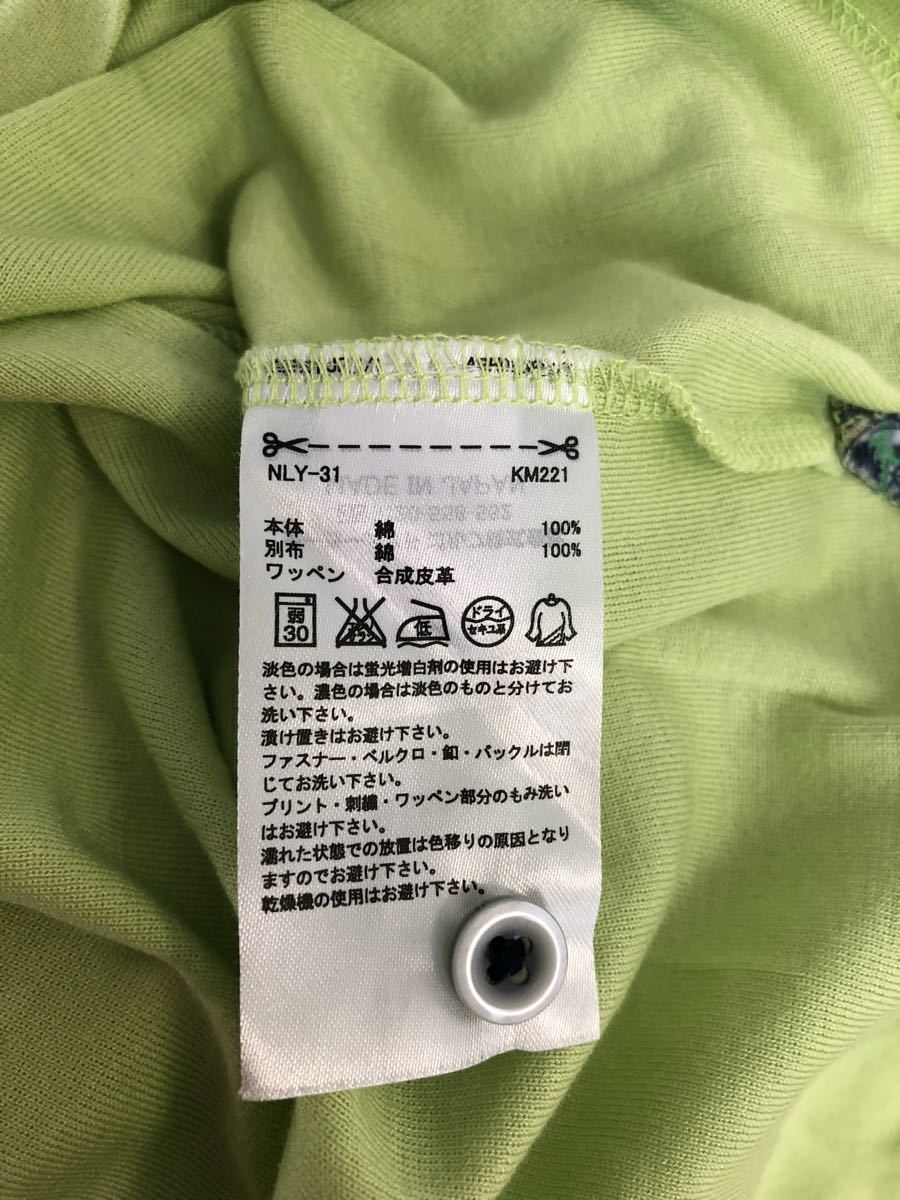 NLY-31 KM221
MADE IN JAPAN
本体 綿 100%
別布 綿 100%
ワッペン 合成皮革
弱 30 低 ドライ セキユ系
淡色の場合は蛍光増白剤の使用はお避け下
さい。濃色の場合は淡色のものと分けてお
洗い下さい。
漬け置きはお避け下さい。
ファスナー・ベルクロ・釦・バックルは閉
じてお洗い下さい。
プリント・刺繍・ワッペン部分のもみ洗い
はお避け下さい。
濡れた状態での放置は色移りの原因となり
ますのでお避け下さい。
乾燥機の使用はお避け下さい。